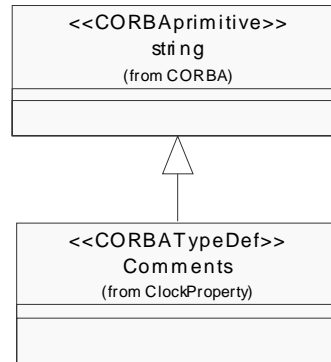 <<CORBAprimitive>>
string
(from CORBA)
<<CORBATypeDef>>
Comments
(from ClockProperty)